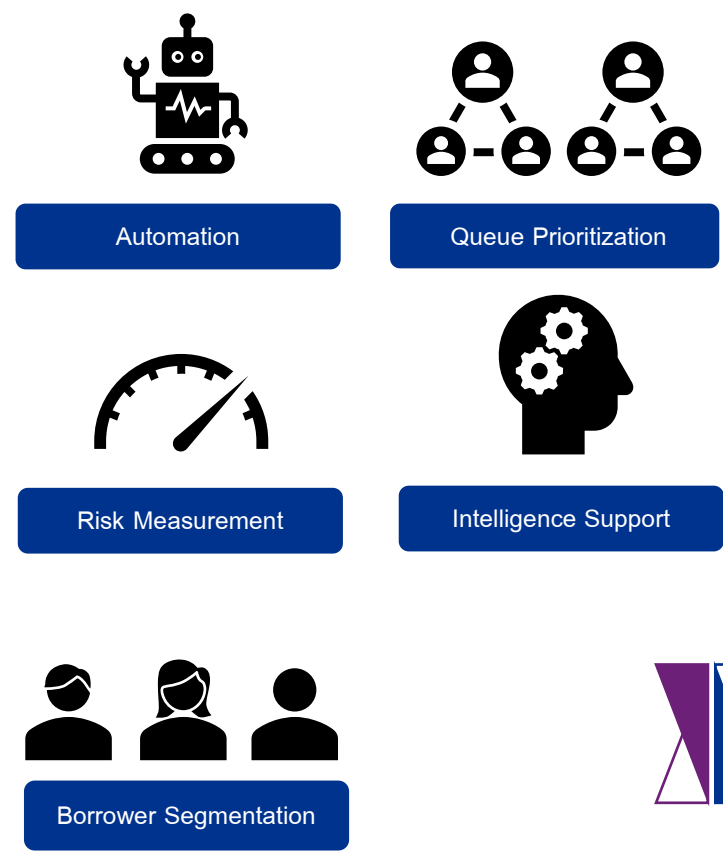 Automation
Queue Prioritization
Risk Measurement
Intelligence Support
Borrower Segmentation